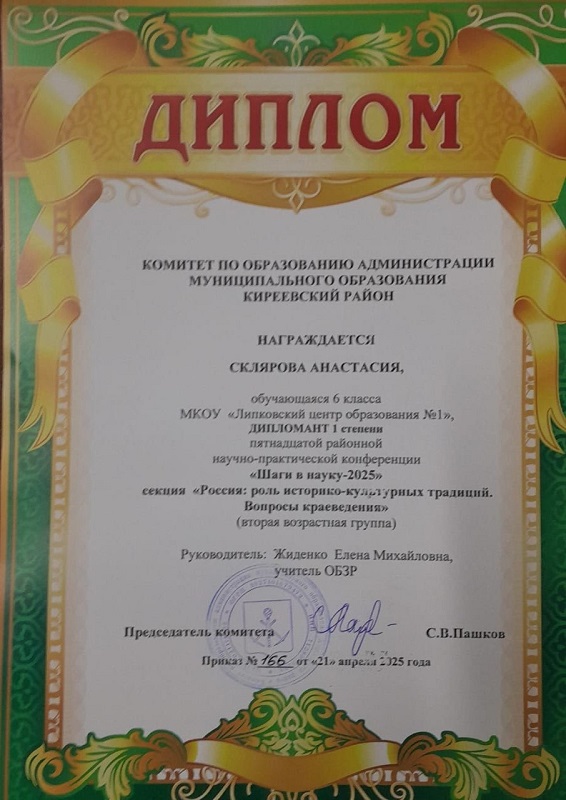 ДИПЛОМ
КОМИТЕТ ПО ОБРАЗОВАНИЮ АДМИНИСТРАЦИИ
МУНИЦИПАЛЬНОГО ОБРАЗОВАНИЯ
КИРЕЕВСКИЙ РАЙОН
НАГРАЖДАЕТСЯ
СКЛЯРОВА АНАСТАСИЯ,
обучающаяся 6 класса
МКОУ «Липковский центр образования №1»,
ДИПЛОМАНТ 1 степени
пятнадцатой районной
научно-практической конференции
«Шаги в науку-2025»
секция «Россия: роль историко-культурных традиций.
Вопросы краеведения»
(вторая возрастная группа)
Руководитель: Жиденко Елена Михайловна,
учитель ОБЗР
Председатель комитета С.В.Пашков
Приказ № 166 от «21» апреля 2025 года